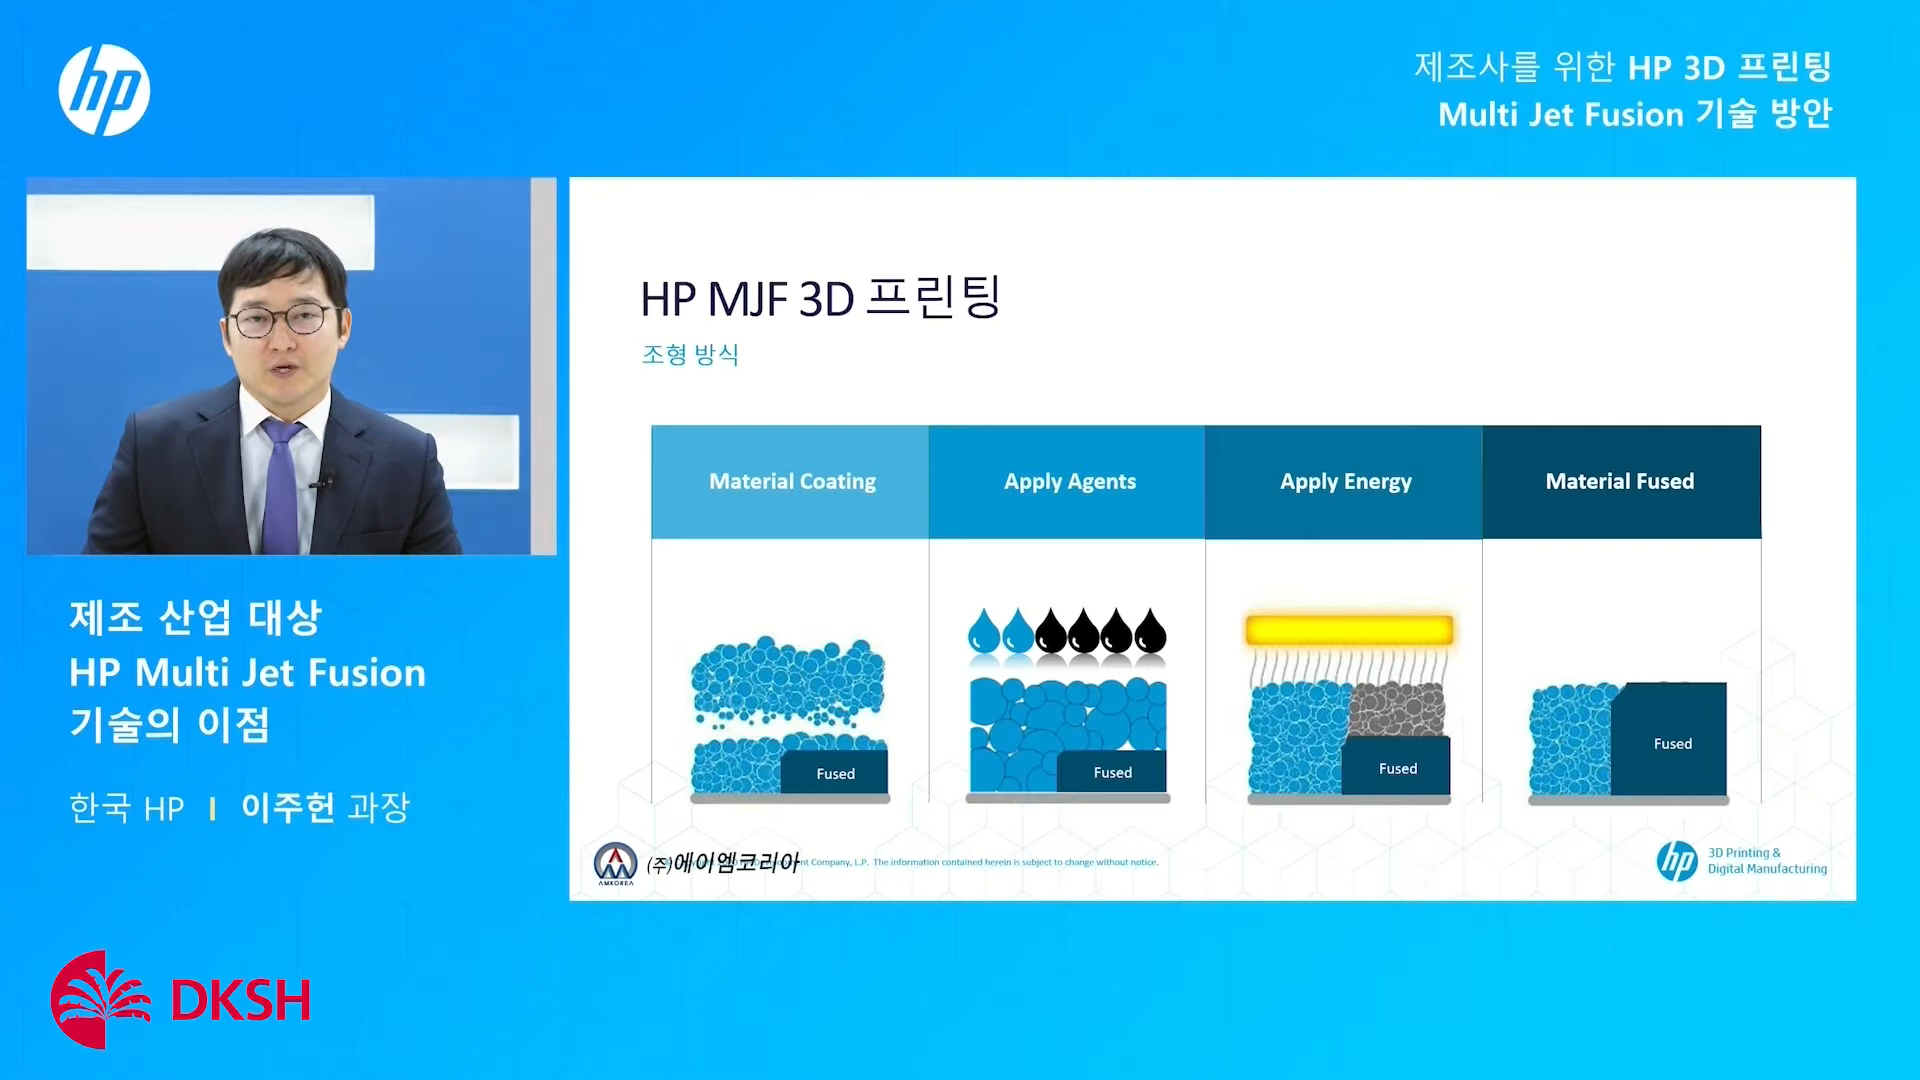 hp
제조사를 위한 HP 3D 프린팅
Multi Jet Fusion 기술 방안
HP MJF 3D 프린팅
조형 방식
Material Coating
Apply Agents
Apply Energy
Material Fused
Fused
Fused
Fused
Fused
제조 산업 대상
HP Multi Jet Fusion
기술의 이점
한국 HP | 이주헌 과장
AMKOREA
(주)에이엠코리아
Company, L.P. The information contained herein is subject to change without notice.
hp
3D Printing &
Digital Manufacturing
DKSH